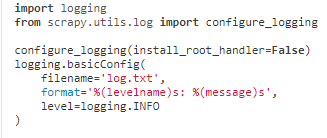 import logging
from scrapy.utils.log import configure_logging

configure_logging(install_root_handler=False)
logging.basicConfig(
    filename='log.txt',
    format='%(levelname)s: %(message)s',
    level=logging.INFO
)